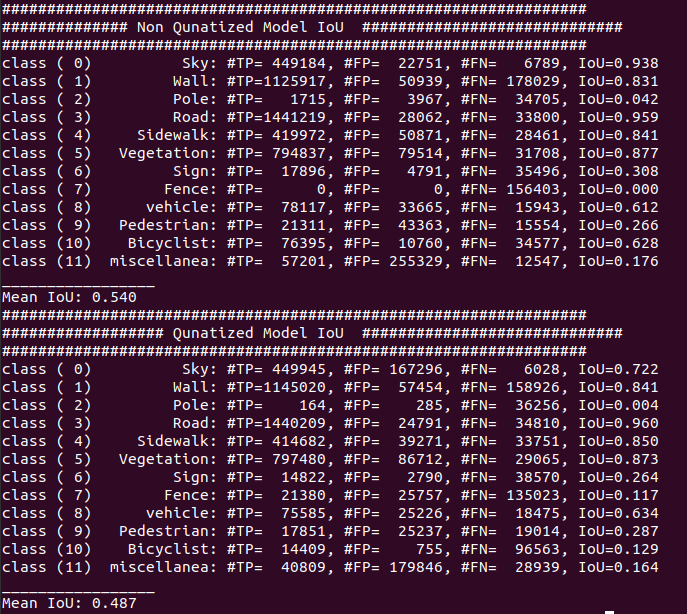 #################################################################
############## Non Qunatized Model IoU  #############################
#################################################################
class ( 0)          Sky: #TP= 449184, #FP=  22751, #FN=   6789, IoU=0.938
class ( 1)         Wall: #TP=1125917, #FP=  50939, #FN= 178029, IoU=0.831
class ( 2)         Pole: #TP=   1715, #FP=   3967, #FN=  34705, IoU=0.042
class ( 3)         Road: #TP=1441219, #FP=  28062, #FN=  33800, IoU=0.959
class ( 4)     Sidewalk: #TP= 419972, #FP=  50871, #FN=  28461, IoU=0.841
class ( 5)   Vegetation: #TP= 794837, #FP=  79514, #FN=  31708, IoU=0.877
class ( 6)         Sign: #TP=  17896, #FP=   4791, #FN=  35496, IoU=0.308
class ( 7)        Fence: #TP=      0, #FP=      0, #FN= 156403, IoU=0.000
class ( 8)      vehicle: #TP=  78117, #FP=  33665, #FN=  15943, IoU=0.612
class ( 9)   Pedestrian: #TP=  21311, #FP=  43363, #FN=  15554, IoU=0.266
class (10)    Bicyclist: #TP=  76395, #FP=  10760, #FN=  34577, IoU=0.628
class (11)  miscellanea: #TP=  57201, #FP= 255329, #FN=  12547, IoU=0.176
_________________
Mean IoU: 0.540
#################################################################
################## Qunatized Model IoU  #############################
#################################################################
class ( 0)          Sky: #TP= 449945, #FP= 167296, #FN=   6028, IoU=0.722
class ( 1)         Wall: #TP=1145020, #FP=  57454, #FN= 158926, IoU=0.841
class ( 2)         Pole: #TP=    164, #FP=    285, #FN=  36256, IoU=0.004
class ( 3)         Road: #TP=1440209, #FP=  24791, #FN=  34810, IoU=0.960
class ( 4)     Sidewalk: #TP= 414682, #FP=  39271, #FN=  33751, IoU=0.850
class ( 5)   Vegetation: #TP= 797480, #FP=  86712, #FN=  29065, IoU=0.873
class ( 6)         Sign: #TP=  14822, #FP=   2790, #FN=  38570, IoU=0.264
class ( 7)        Fence: #TP=  21380, #FP=  25757, #FN= 135023, IoU=0.117
class ( 8)      vehicle: #TP=  75585, #FP=  25226, #FN=  18475, IoU=0.634
class ( 9)   Pedestrian: #TP=  17851, #FP=  25237, #FN=  19014, IoU=0.287
class (10)    Bicyclist: #TP=  14409, #FP=    755, #FN=  96563, IoU=0.129
class (11)  miscellanea: #TP=  40809, #FP= 179846, #FN=  28939, IoU=0.164
_________________
Mean IoU: 0.487